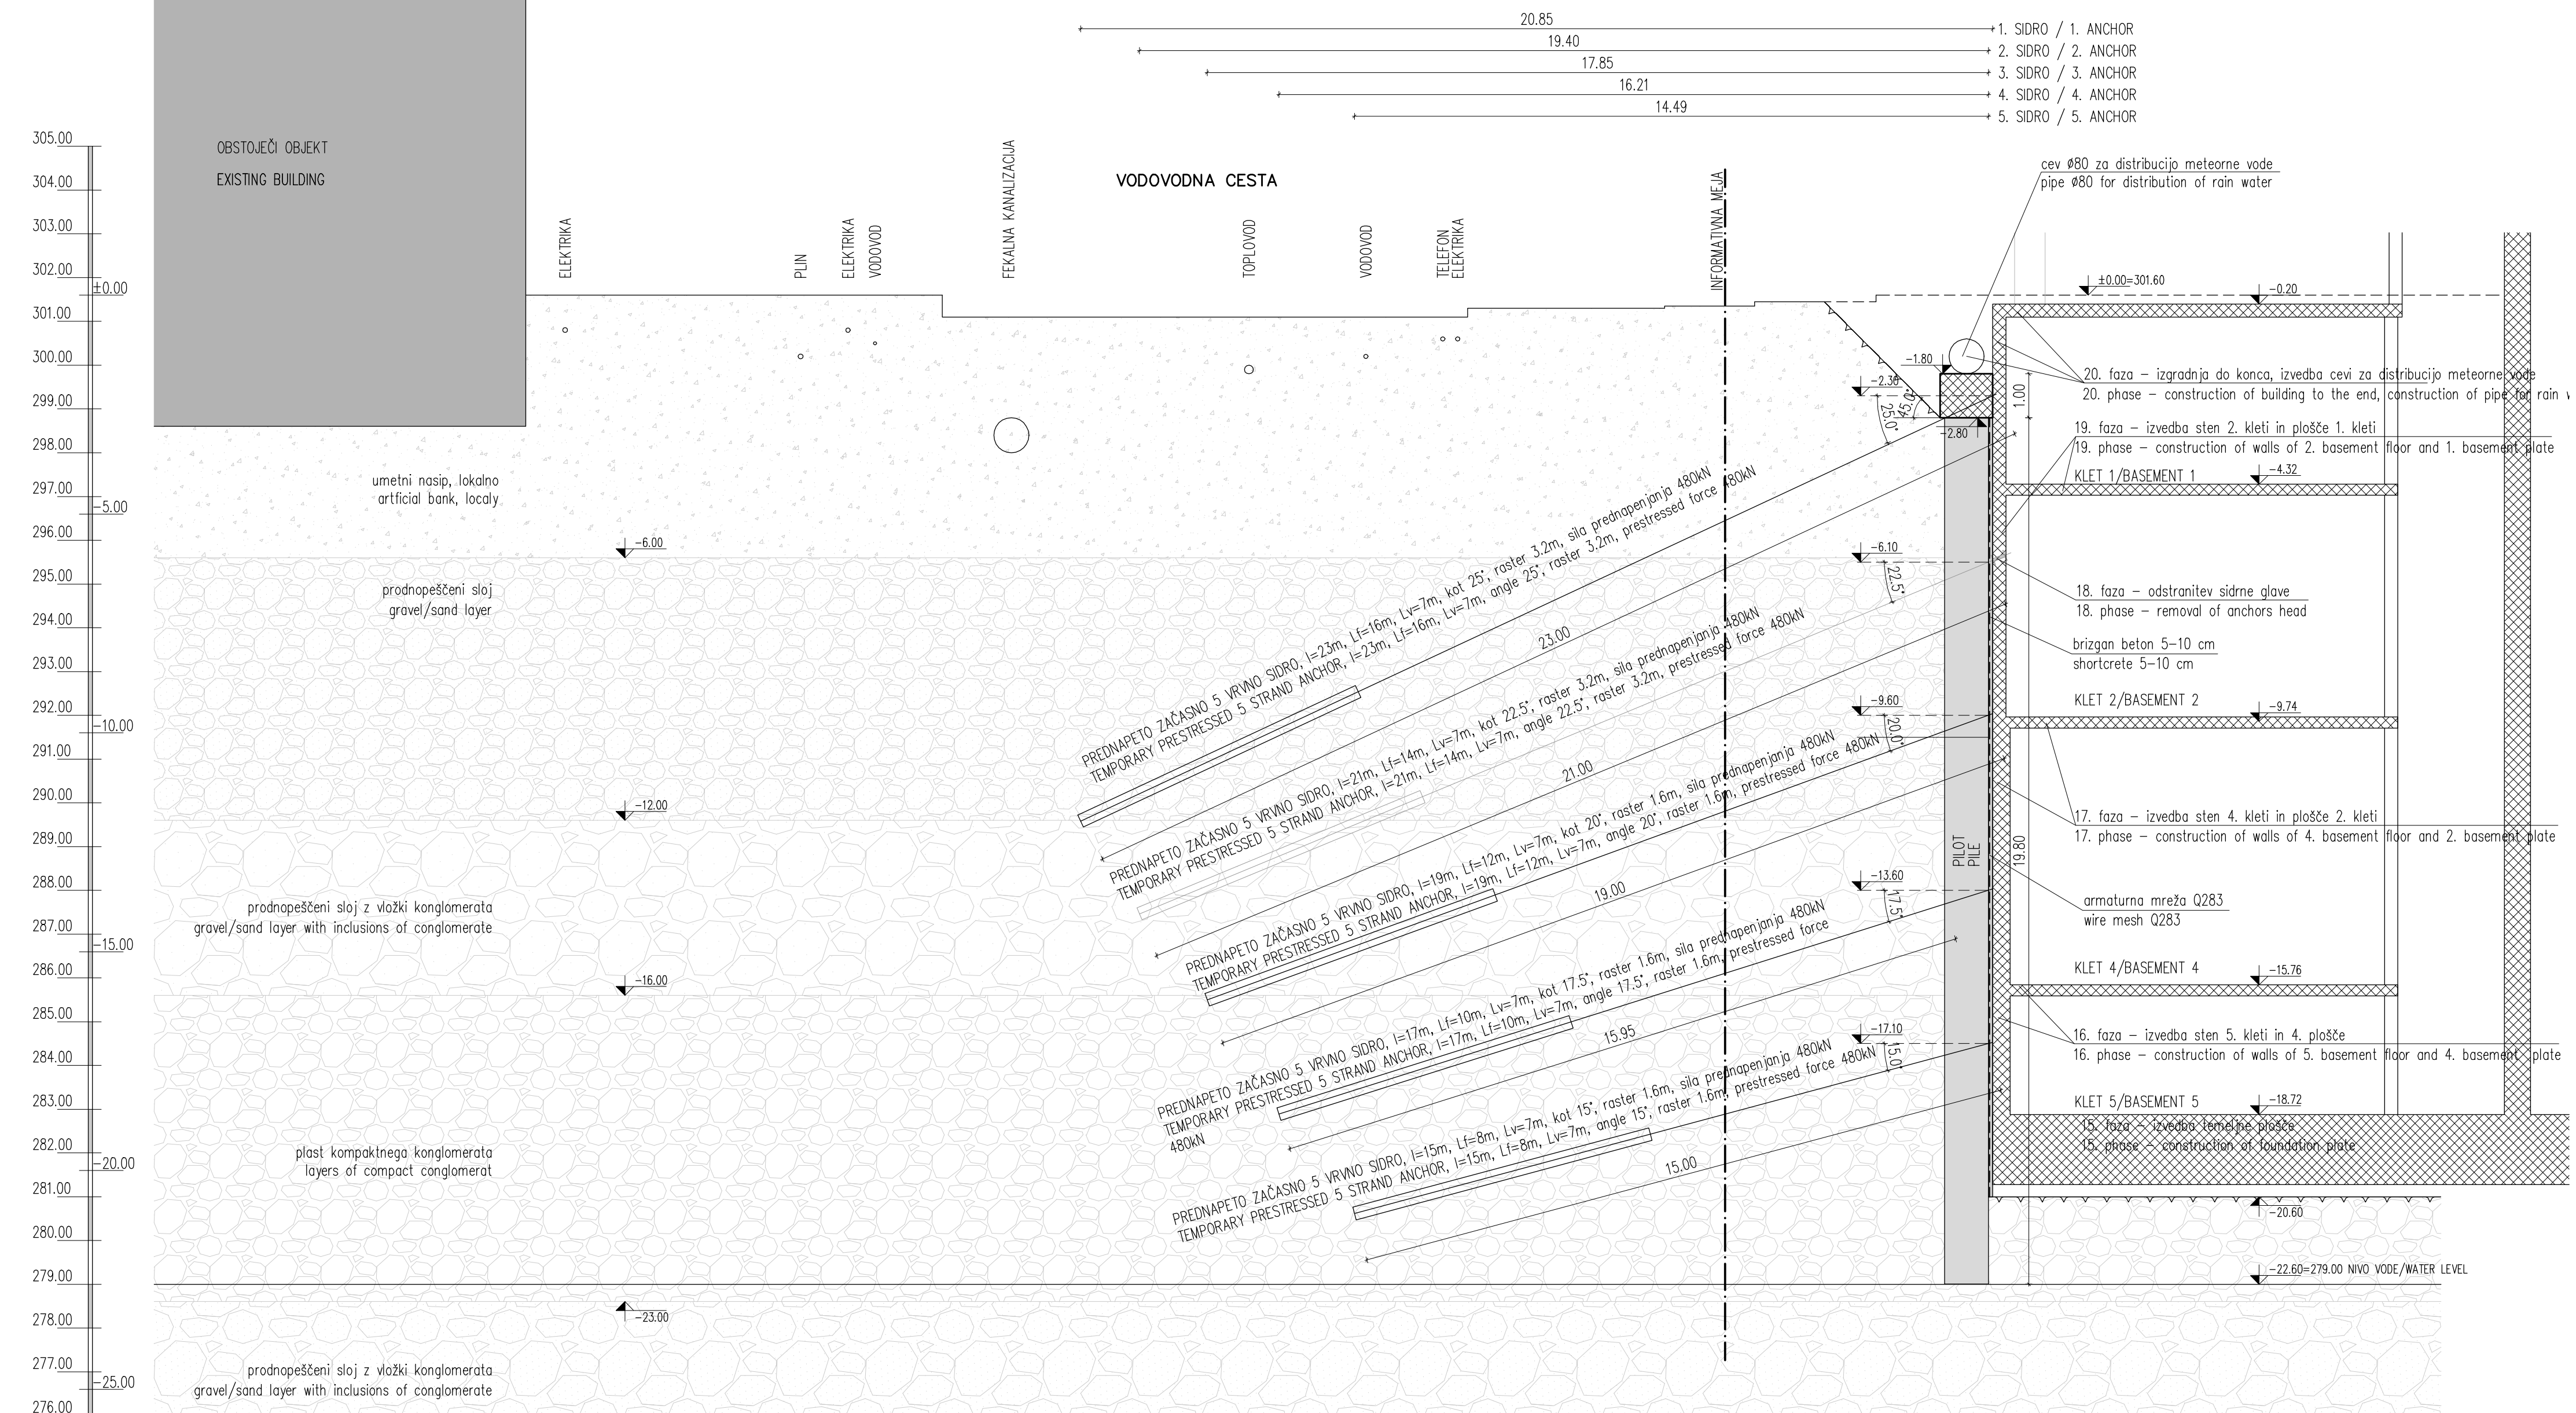 20.85
1. SIDRO / 1. ANCHOR
19.40
2. SIDRO / 2. ANCHOR
17.85
3. SIDRO / 3. ANCHOR
16.21
4. SIDRO / 4. ANCHOR
14.49
5. SIDRO / 5. ANCHOR
305.00
304.00
303.00
302.00
±0.00
301.00
300.00
299.00
298.00
297.00
-5.00
296.00
295.00
294.00
293.00
292.00
-10.00
291.00
290.00
289.00
288.00
287.00
-15.00
286.00
285.00
284.00
283.00
282.00
-20.00
281.00
280.00
279.00
278.00
277.00
-25.00
276.00
OBSTOJEČI OBJEKT
EXISTING BUILDING
VODOVODNA CESTA
ELEKTRIKA
PLIN
ELEKTRIKA
VODOVOD
FEKALNA KANALIZACIJA
TOPLOVOD
VODOVOD
TELEFON
ELEKTRIKA
INFORMATIVNA MEJA
cev Ø80 za distribucijo meteorne vode
pipe Ø80 for distribution of rain water
±0.00=301.60
-0.20
-1.80
-2.30
45.0°
25.0°
-2.80
1.00
20. faza – izgradnja do konca, izvedba cevi za distribucijo meteorne vode
20. phase – construction of building to the end, construction of pipe for rain
19. faza – izvedba sten 2. kleti in plošče 1. kleti
19. phase – construction of walls of 2. basement floor and 1. basement plate
KLET 1/BASEMENT 1
-4.32
umetni nasip, lokalno
artficial bank, localy
-6.00
prodnopeščeni sloj
gravel/sand layer
-12.00
prodnopeščeni sloj z vložki konglomerata
gravel/sand layer with inclusions of conglomerate
-16.00
plast kompaktnega konglomerata
layers of compact conglomerat
-23.00
prodnopeščeni sloj z vložki konglomerata
gravel/sand layer with inclusions of conglomerate
PREDNAPETO ZAČASNO 5 VRVNO SIDRO, l=23m, Lf=16m, Lv=7m, kot 25°, raster 3.2m, sila prednapenjanja 480kN
TEMPORARY PRESTRESSED 5 STRAND ANCHOR, l=23m, Lf=16m, Lv=7m, angle 25°, raster 3.2m, prestressed force 480kN
23.00
PREDNAPETO ZAČASNO 5 VRVNO SIDRO, l=21m, Lf=14m, Lv=7m, kot 22.5°, raster 3.2m, sila prednapenjanja 480kN
TEMPORARY PRESTRESSED 5 STRAND ANCHOR, l=21m, Lf=14m, Lv=7m, angle 22.5°, raster 3.2m, prestressed force 480kN
21.00
PREDNAPETO ZAČASNO 5 VRVNO SIDRO, l=19m, Lf=12m, Lv=7m, kot 20°, raster 1.6m, sila prednapenjanja 480kN
TEMPORARY PRESTRESSED 5 STRAND ANCHOR, l=19m, Lf=12m, Lv=7m, angle 20°, raster 1.6m, prestressed force 480kN
19.00
PREDNAPETO ZAČASNO 5 VRVNO SIDRO, l=17m, Lf=10m, Lv=7m, kot 17.5°, raster 1.6m, sila prednapenjanja 480kN
TEMPORARY PRESTRESSED 5 STRAND ANCHOR, l=17m, Lf=10m, Lv=7m, angle 17.5°, raster 1.6m, prestressed force
480kN
15.95
PREDNAPETO ZAČASNO 5 VRVNO SIDRO, l=15m, Lf=8m, Lv=7m, kot 15°, raster 1.6m, sila prednapenjanja 480kN
TEMPORARY PRESTRESSED 5 STRAND ANCHOR, l=15m, Lf=8m, Lv=7m, angle 15°, raster 1.6m, prestressed force 480kN
15.00
-6.10
22.5°
-9.60
20.0°
-13.60
17.5°
-17.10
15.0°
PILOT
PILE
19.80
18. faza – odstranitev sidrne glave
18. phase – removal of anchors head
brizgan beton 5-10 cm
shortcrete 5-10 cm
KLET 2/BASEMENT 2
-9.74
17. faza – izvedba sten 4. kleti in plošče 2. kleti
17. phase – construction of walls of 4. basement floor and 2. basement plate
armaturna mreža Q283
wire mesh Q283
KLET 4/BASEMENT 4
-15.76
16. faza – izvedba sten 5. kleti in 4. plošče
16. phase – construction of walls of 5. basement floor and 4. basement plate
KLET 5/BASEMENT 5
-18.72
15. faza – izvedba temeljne plošče
15. phase – construction of foundation plate
-20.60
-22.60=279.00 NIVO VODE/WATER LEVEL